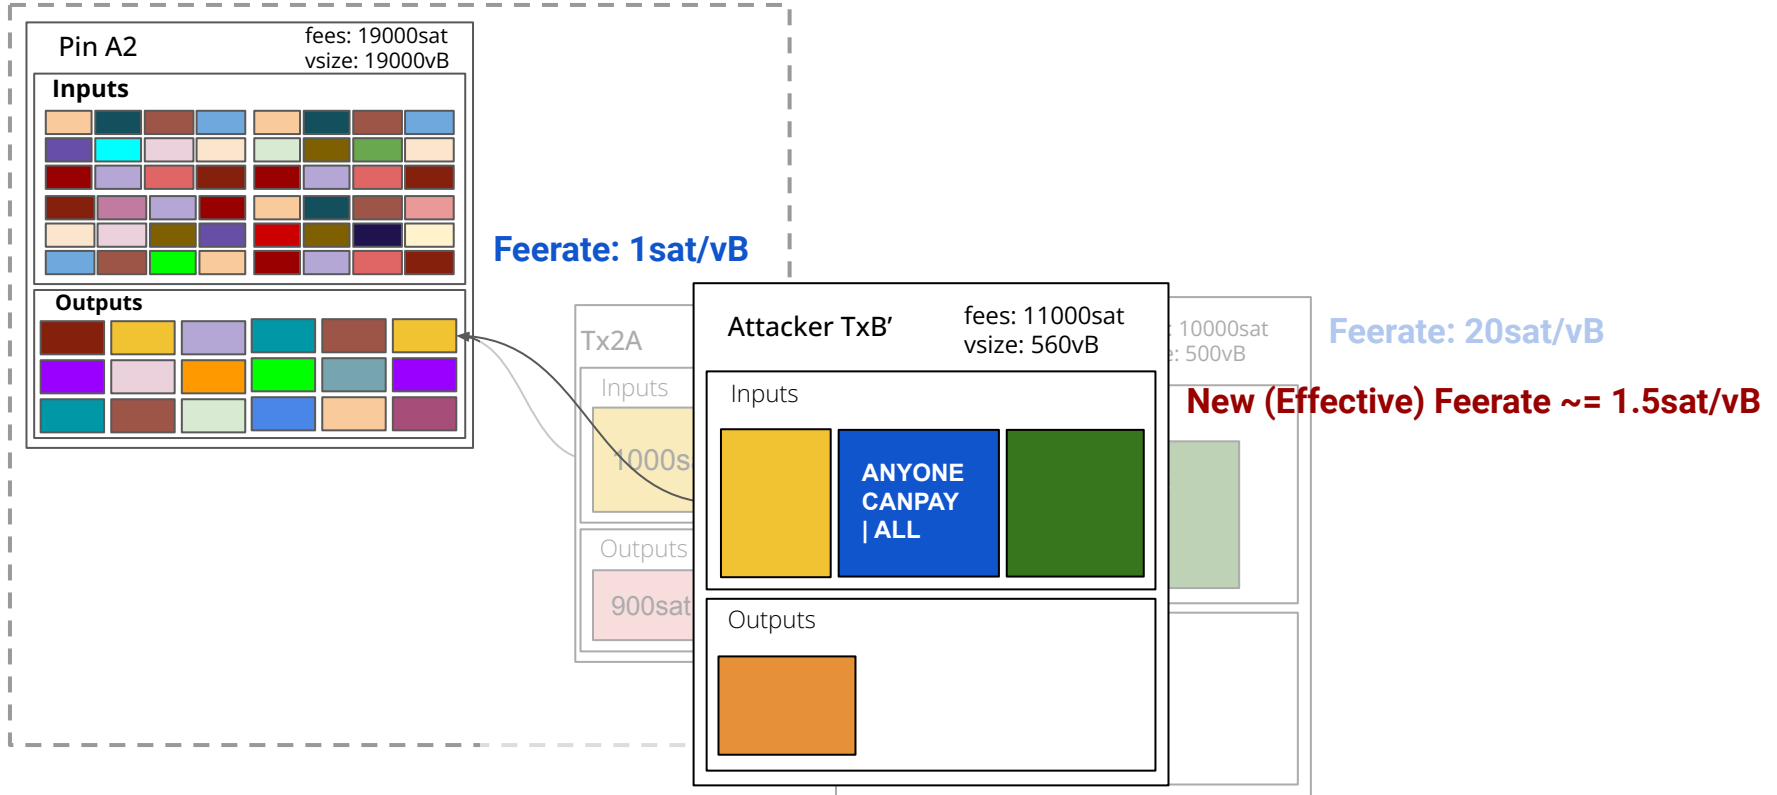 Pin A2
fees: 19000sat
vsize: 19000vB
Inputs
Outputs
Feerate: 1sat/vB
Tx2A
Inputs
Outputs
900sat
Attacker TxB’
fees: 11000sat
vsize: 560vB
Inputs
ANYONE
CANPAY
| ALL
Outputs
: 10000sat
: 500vB
Feerate: 20sat/vB
New (Effective) Feerate ~= 1.5sat/vB